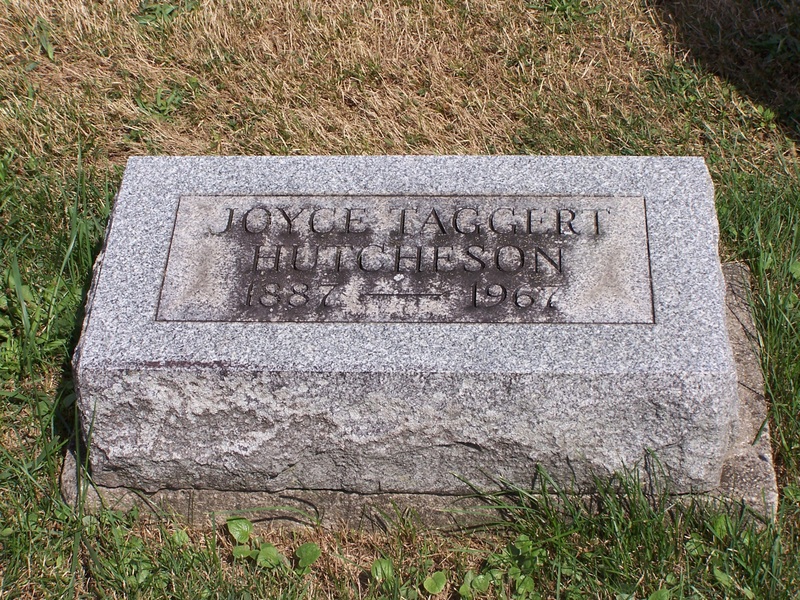 JOYCE TAGGERT
HUTCHESON
1887 — 1967